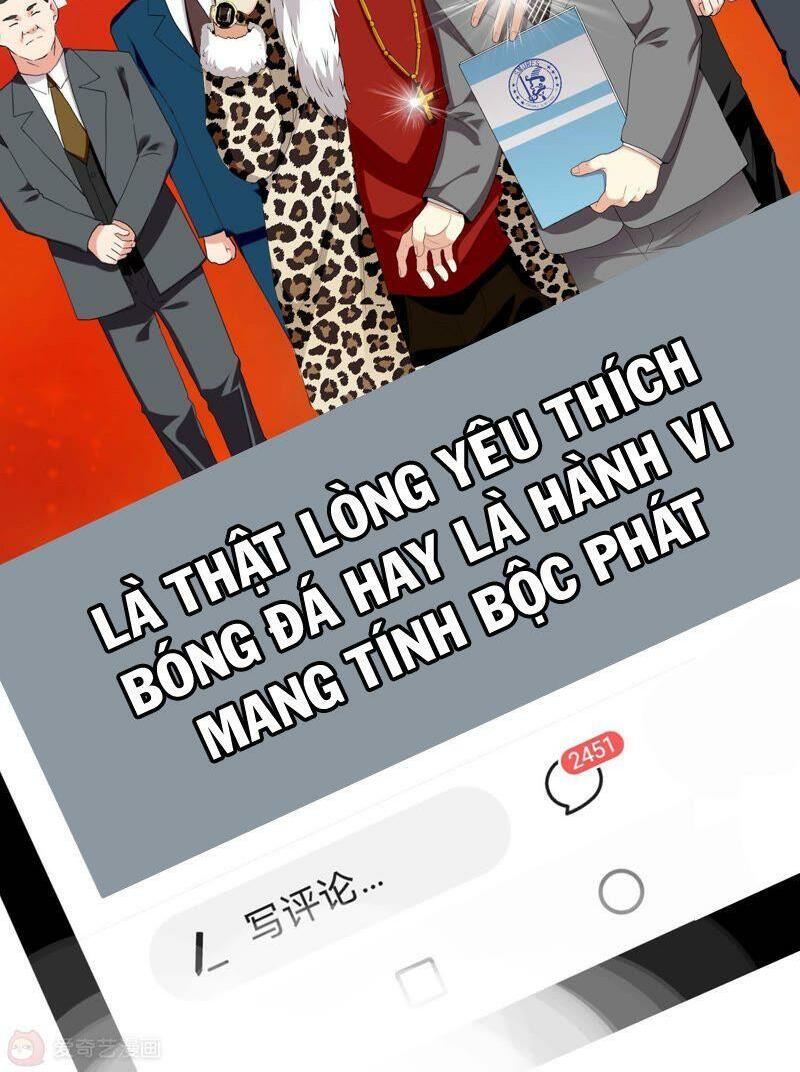 LÀ THẬT LÒNG YÊU THÍCH
BÓNG ĐÁ HAY LÀ HÀNH VI
MANG TÍNH BỘC PHÁT
2451
写评论...
爱奇艺漫画